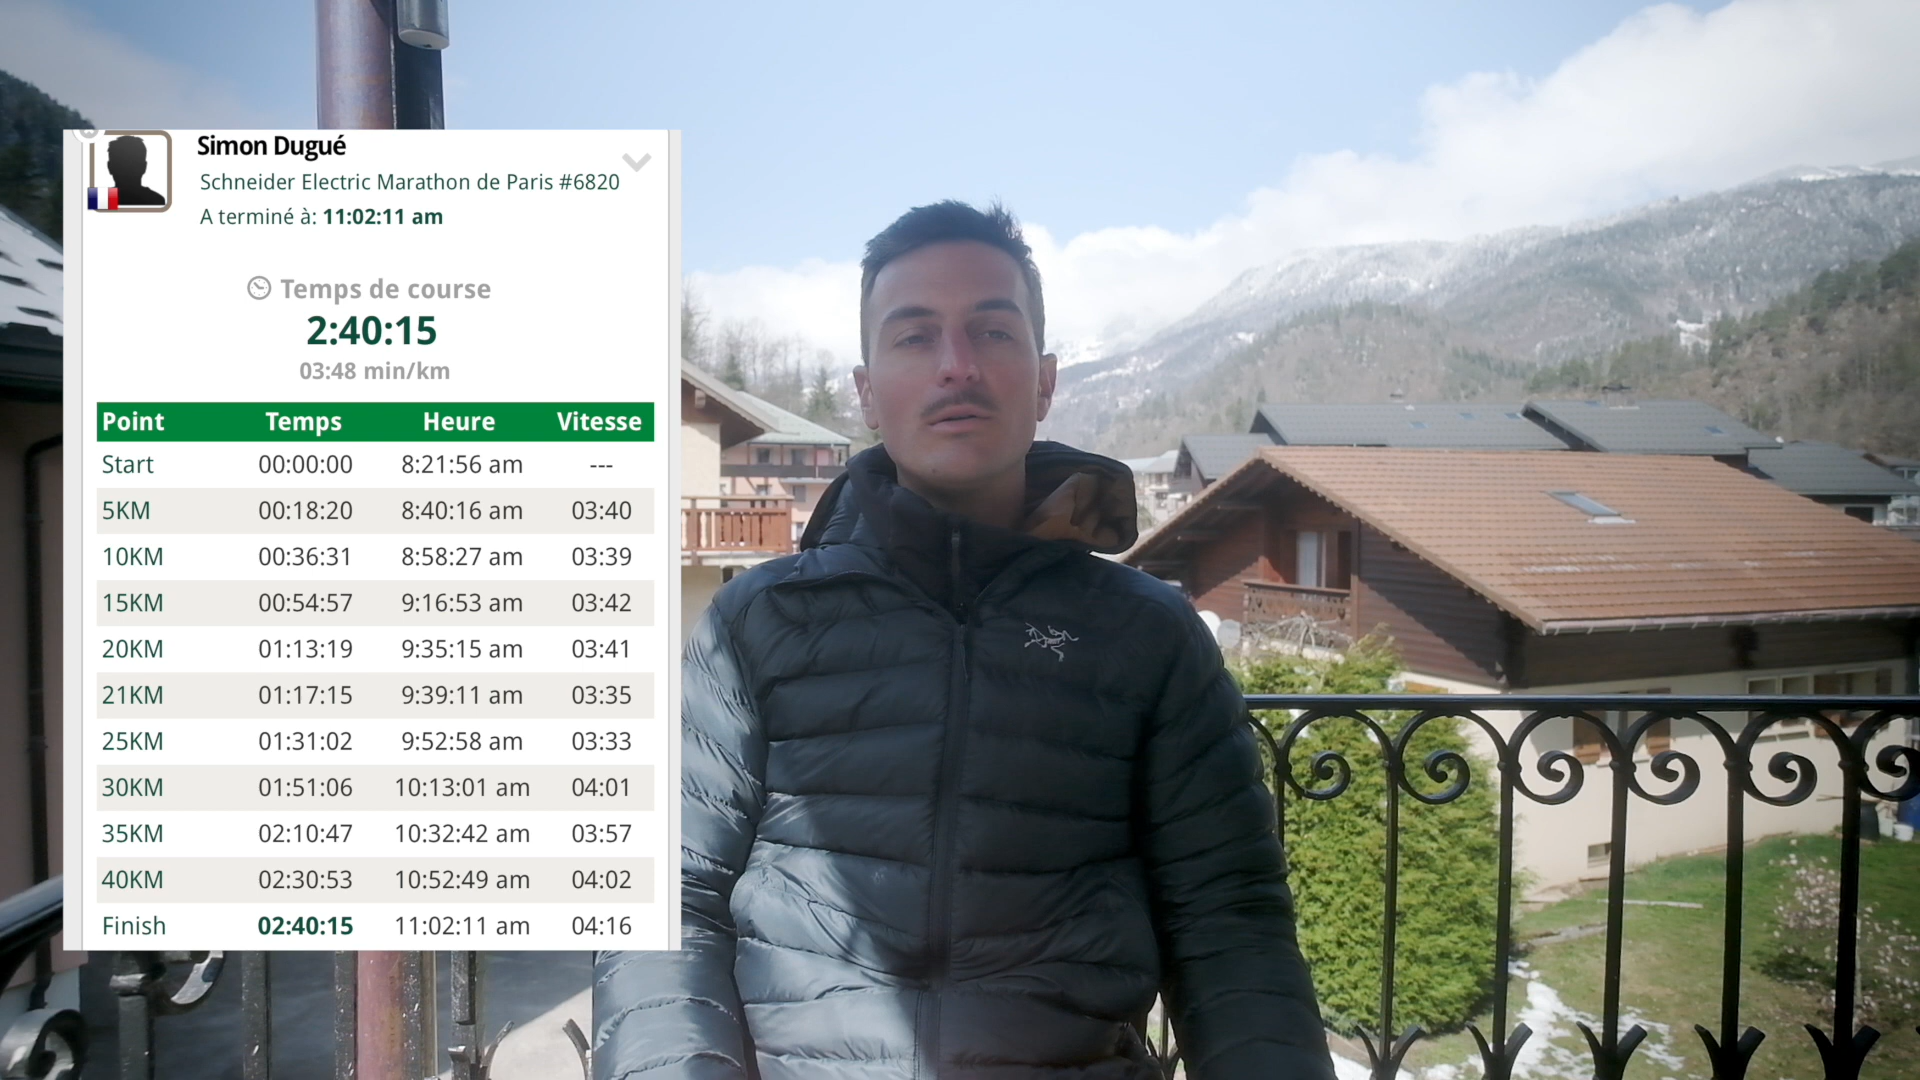 Simon Dugué
Schneider Electric Marathon de Paris #6820
A terminé à: 11:02:11 am
Temps de course
2:40:15
03:48 min/km
Point Temps Heure Vitesse
Start 00:00:00 8:21:56 am ---
5KM 00:18:20 8:40:16 am 03:40
10KM 00:36:31 8:58:27 am 03:39
15KM 00:54:57 9:16:53 am 03:42
20KM 01:13:19 9:35:15 am 03:41
21KM 01:17:15 9:39:11 am 03:35
25KM 01:31:02 9:52:58 am 03:33
30KM 01:51:06 10:13:01 am 04:01
35KM 02:10:47 10:32:42 am 03:57
40KM 02:30:53 10:52:49 am 04:02
Finish 02:40:15 11:02:11 am 04:16